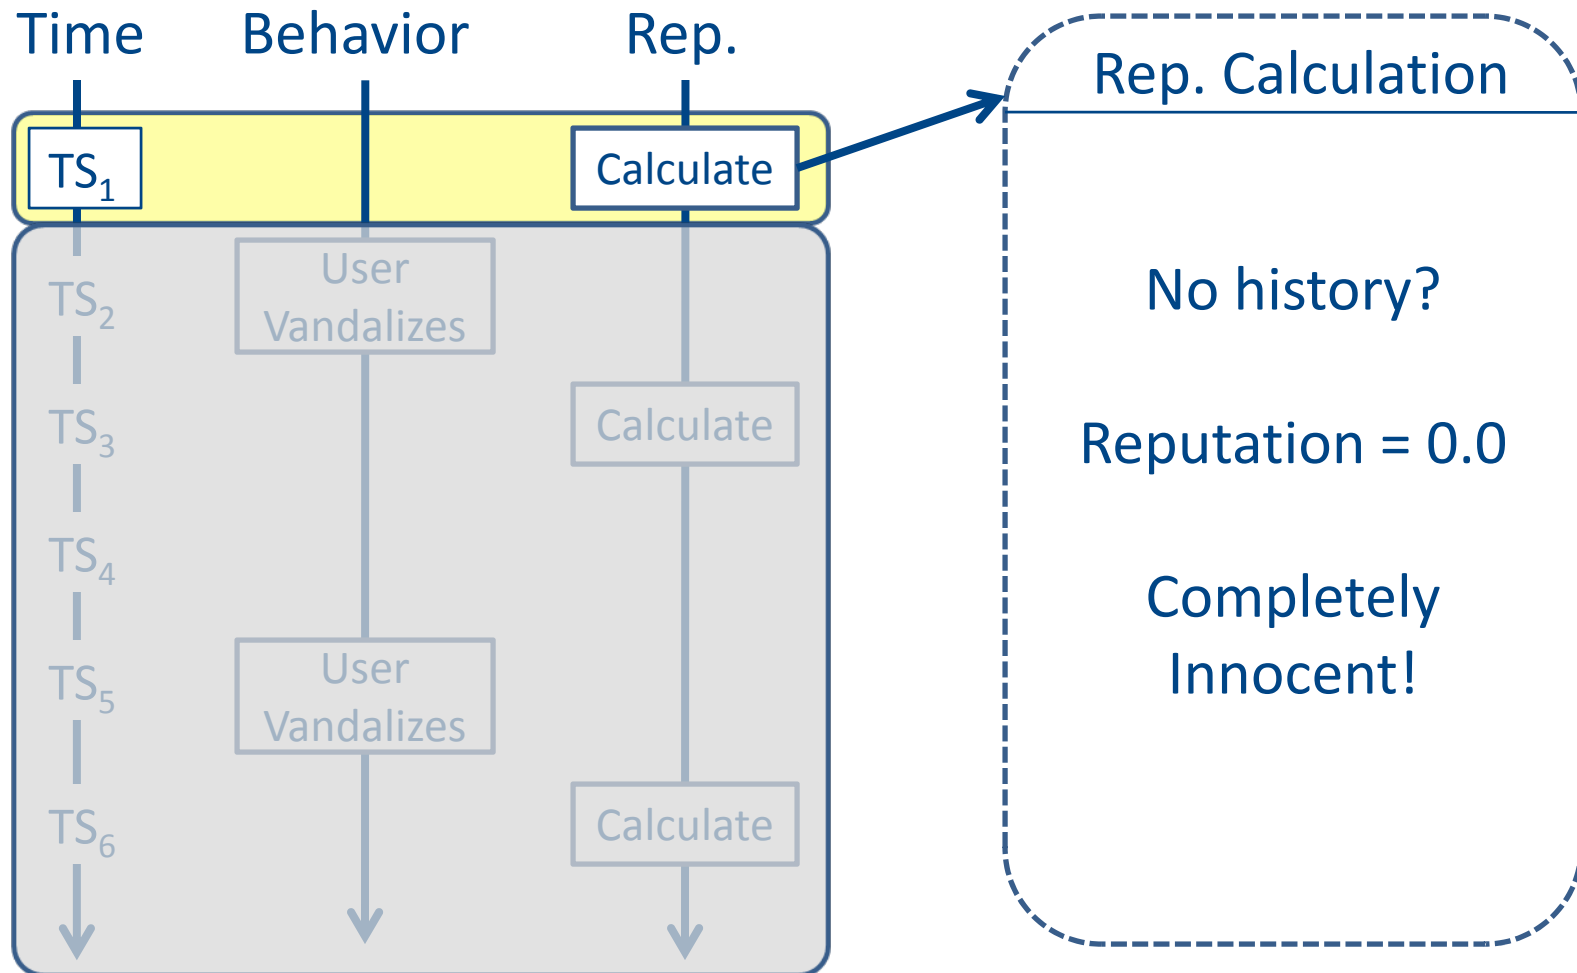 Time Behavior Rep.
TS1 Calculate
TS2 User
Vandalizes
TS3 Calculate
TS4
TS5 User
Vandalizes
TS6 Calculate
Rep. Calculation
No history?
Reputation = 0.0
Completely
Innocent!